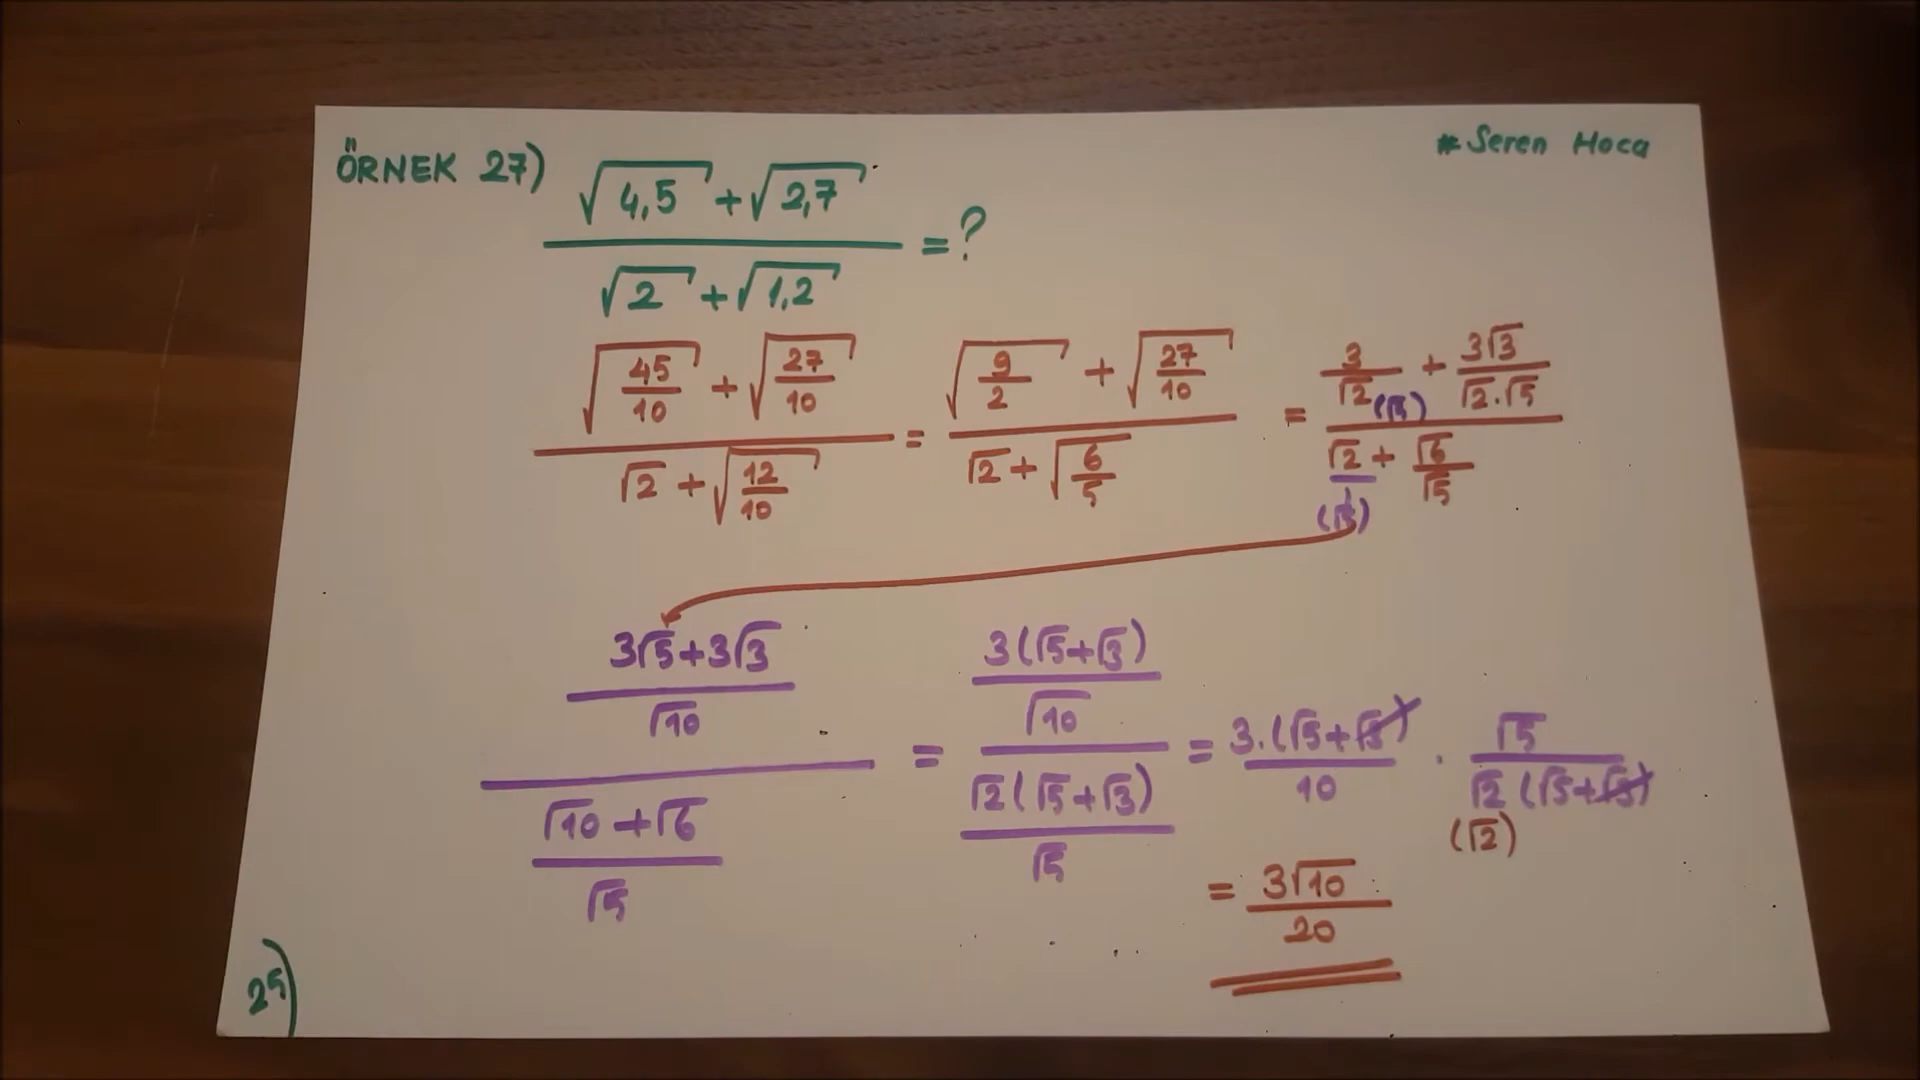 # Seren Hoca
ÖRNEK 27) (√4,5 + √2,7) / (√2 + √1,2) = ?
(√(45/10) + √(27/10)) / (√2 + √(12/10)) = (√(9/2) + √(27/10)) / (√2 + √(6/5)) = (3/√2 (√5) + 3√3/(√2.√5)) / (√2 (√5) + √6/√5)
((3√5+3√3)/√10) / ((√10+√6)/√5) = (3(√5+√3)/√10) / (√2(√5+√3)/√5) = 3.(√5+√3)/10 . √5/(√2(√5+√3)) (√2)
= 3√10/20
25)